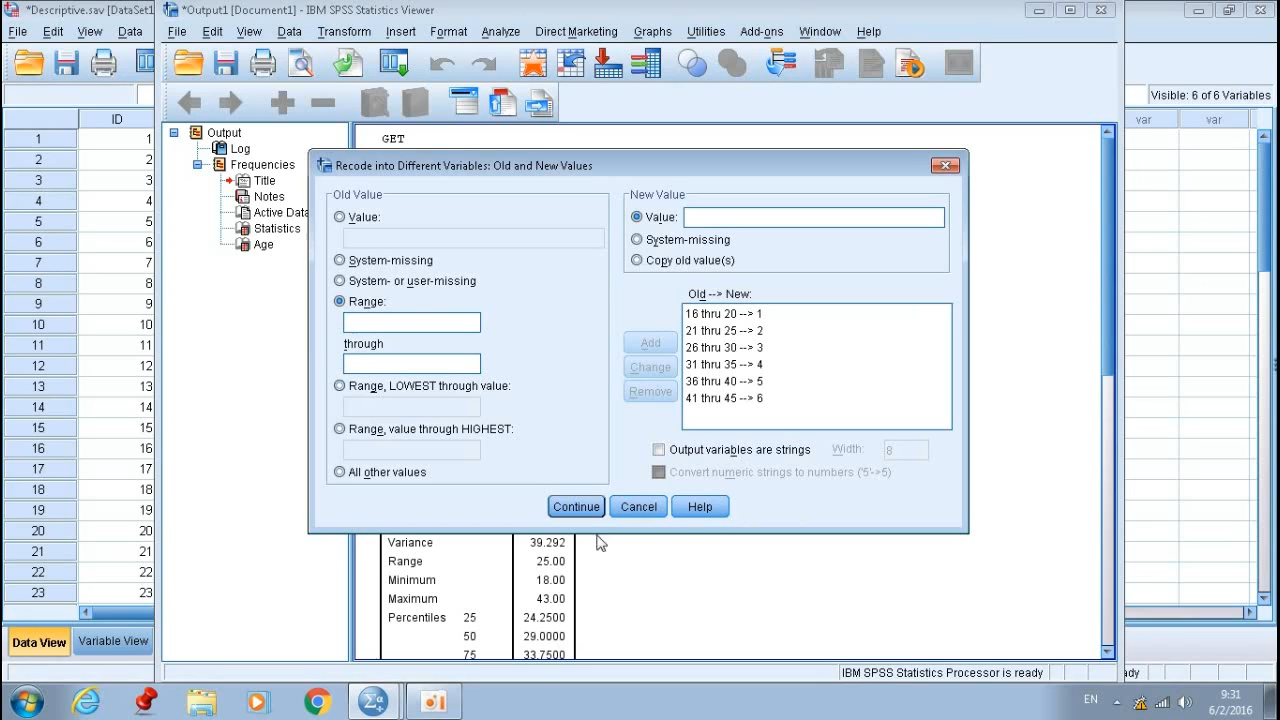 *Descriptive.sav [DataSet1
*Output1 [Document1] - IBM SPSS Statistics Viewer
File Edit View Data
File Edit View Data Transform Insert Format Analyze Direct Marketing Graphs Utilities Add-ons Window Help
Visible: 6 of 6 Variables
ID
var var
1
2
3
4
5
6
7
8
9
10
11
12
13
14
15
16
17
18
19
20
21
22
23
1
2
3
4
5
6
7
8
9
10
11
12
13
14
15
16
17
18
19
20
21
22
23
Output
Log
Frequencies
Title
Notes
Active Data
Statistics
Age
GET
Recode into Different Variables: Old and New Values
Old Value
Value:
System-missing
System- or user-missing
Range:
through
Range, LOWEST through value:
Range, value through HIGHEST:
All other values
New Value
Value:
System-missing
Copy old value(s)
Old --> New:
16 thru 20 --> 1
21 thru 25 --> 2
26 thru 30 --> 3
31 thru 35 --> 4
36 thru 40 --> 5
41 thru 45 --> 6
Add
Change
Remove
Output variables are strings Width: 8
Convert numeric strings to numbers ('5'->5)
Continue Cancel Help
Variance 39.292
Range 25.00
Minimum 18.00
Maximum 43.00
Percentiles 25 24.2500
50 29.0000
75 33.7500
Data View Variable View
IBM SPSS Statistics Processor is ready
dy
EN
9:31
6/2/2016